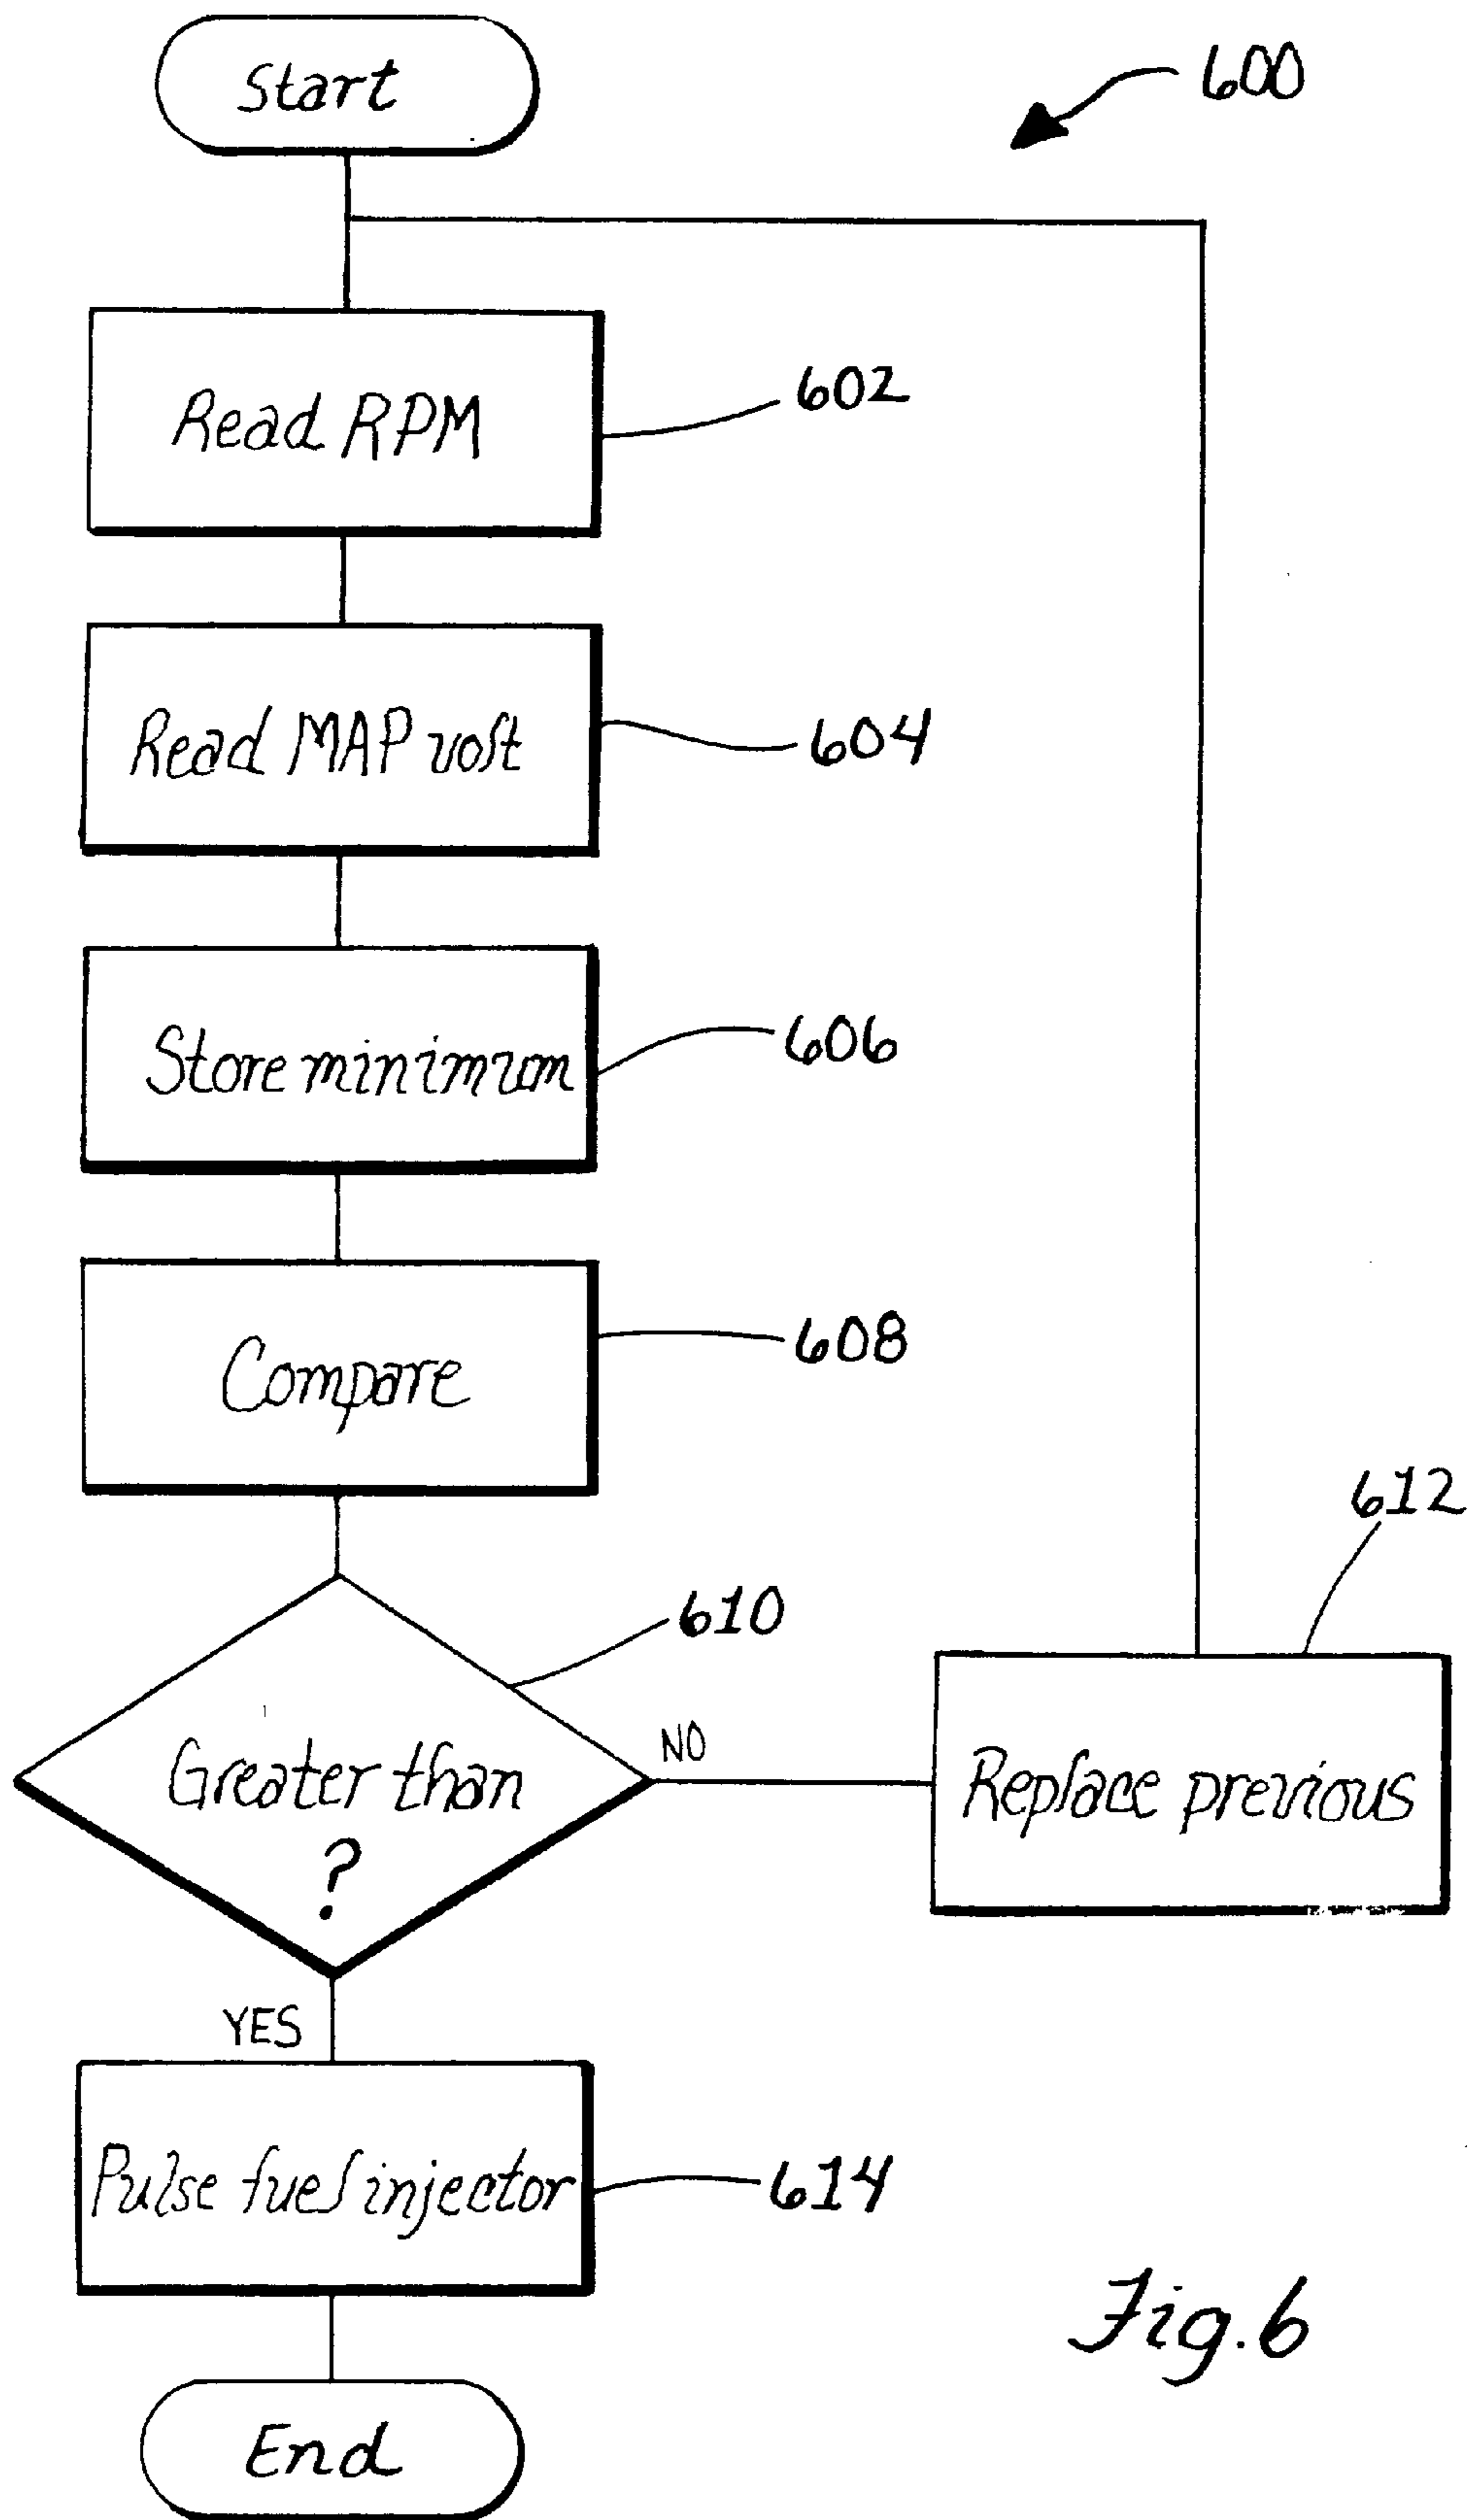 Start
600
Read RPM
602
Read MAP volt
604
Store minimum
606
Compare
608
612
610
Greater than
?
NO
Replace previous
YES
Pulse fuel injector
614
Fig. 6
End